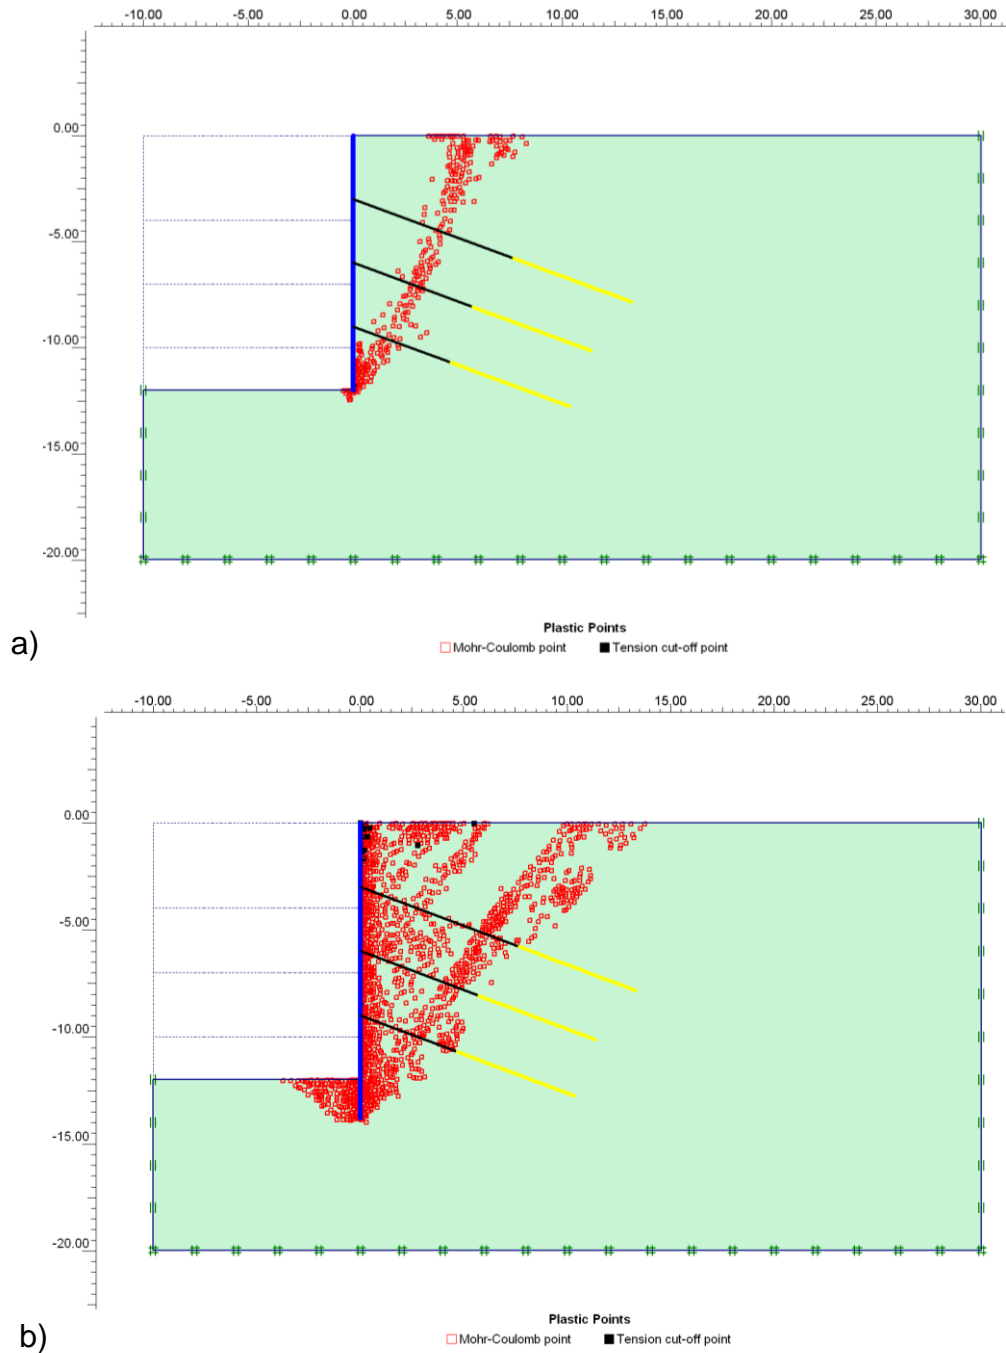 -10.00 -5.00 0.00 5.00 10.00 15.00 20.00 25.00 30.00
0.00
-5.00
-10.00
-15.00
-20.00
Plastic Points
Mohr-Coulomb point Tension cut-off point
a)
-10.00 -5.00 0.00 5.00 10.00 15.00 20.00 25.00 30.00
0.00
-5.00
-10.00
-15.00
-20.00
Plastic Points
Mohr-Coulomb point Tension cut-off point
b)